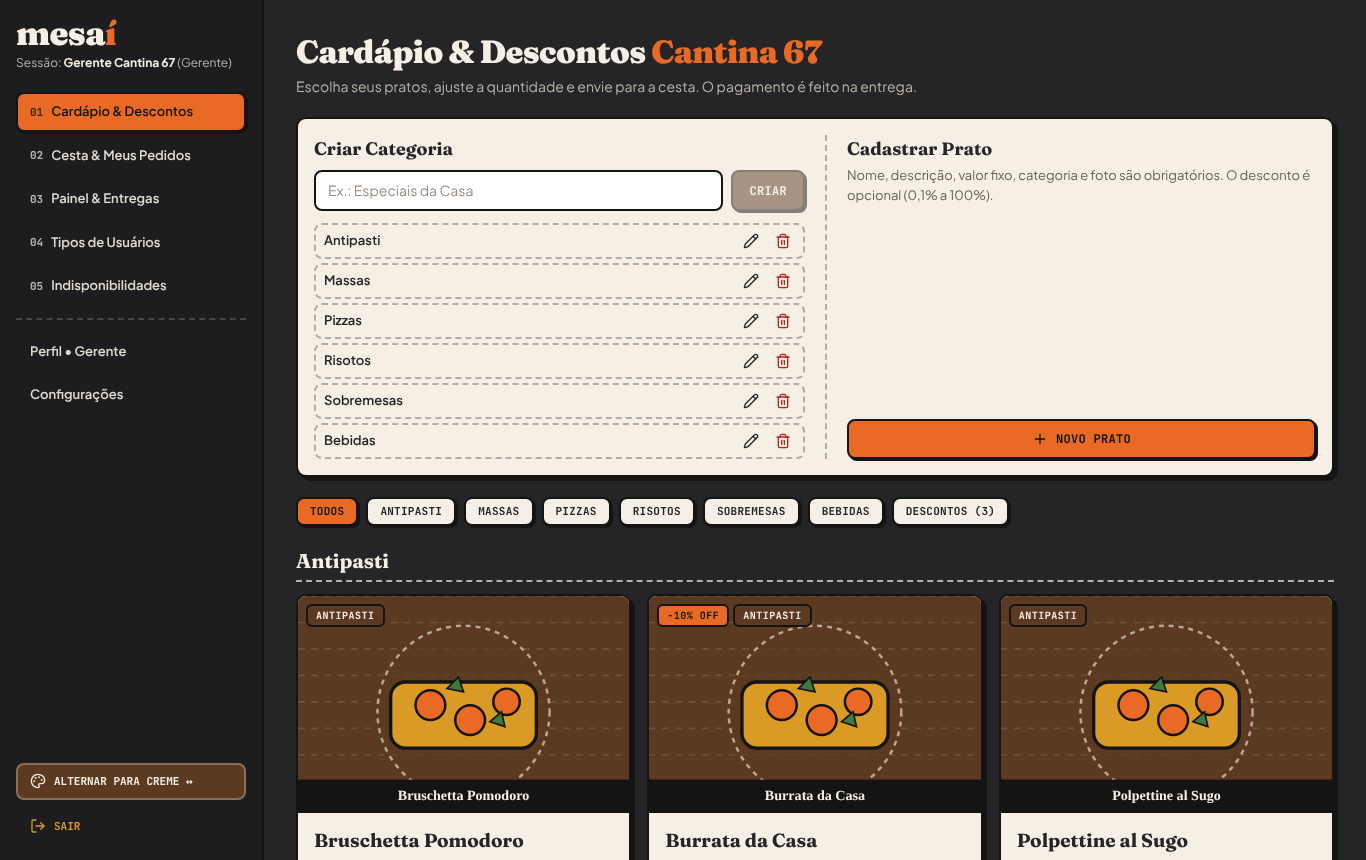 mesaí
Sessão: Gerente Cantina 67 (Gerente)
01 Cardápio & Descontos
02 Cesta & Meus Pedidos
03 Painel & Entregas
04 Tipos de Usuários
05 Indisponibilidades
Perfil • Gerente
Configurações
ALTERNAR PARA CREME ↔
SAIR
Cardápio & Descontos Cantina 67
Escolha seus pratos, ajuste a quantidade e envie para a cesta. O pagamento é feito na entrega.
Criar Categoria
Ex.: Especiais da Casa
CRIAR
Antipasti
Massas
Pizzas
Risotos
Sobremesas
Bebidas
Cadastrar Prato
Nome, descrição, valor fixo, categoria e foto são obrigatórios. O desconto é
opcional (0,1% a 100%).
+ NOVO PRATO
TODOS ANTIPASTI MASSAS PIZZAS RISOTOS SOBREMESAS BEBIDAS DESCONTOS (3)
Antipasti
ANTIPASTI
Bruschetta Pomodoro
Bruschetta Pomodoro
-10% OFF ANTIPASTI
Burrata da Casa
Burrata da Casa
ANTIPASTI
Polpettine al Sugo
Polpettine al Sugo